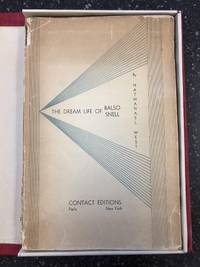 By NATHANAEL WEST
THE DREAM LIFE OF BALSO
SNELL
CONTACT EDITIONS
Paris New York